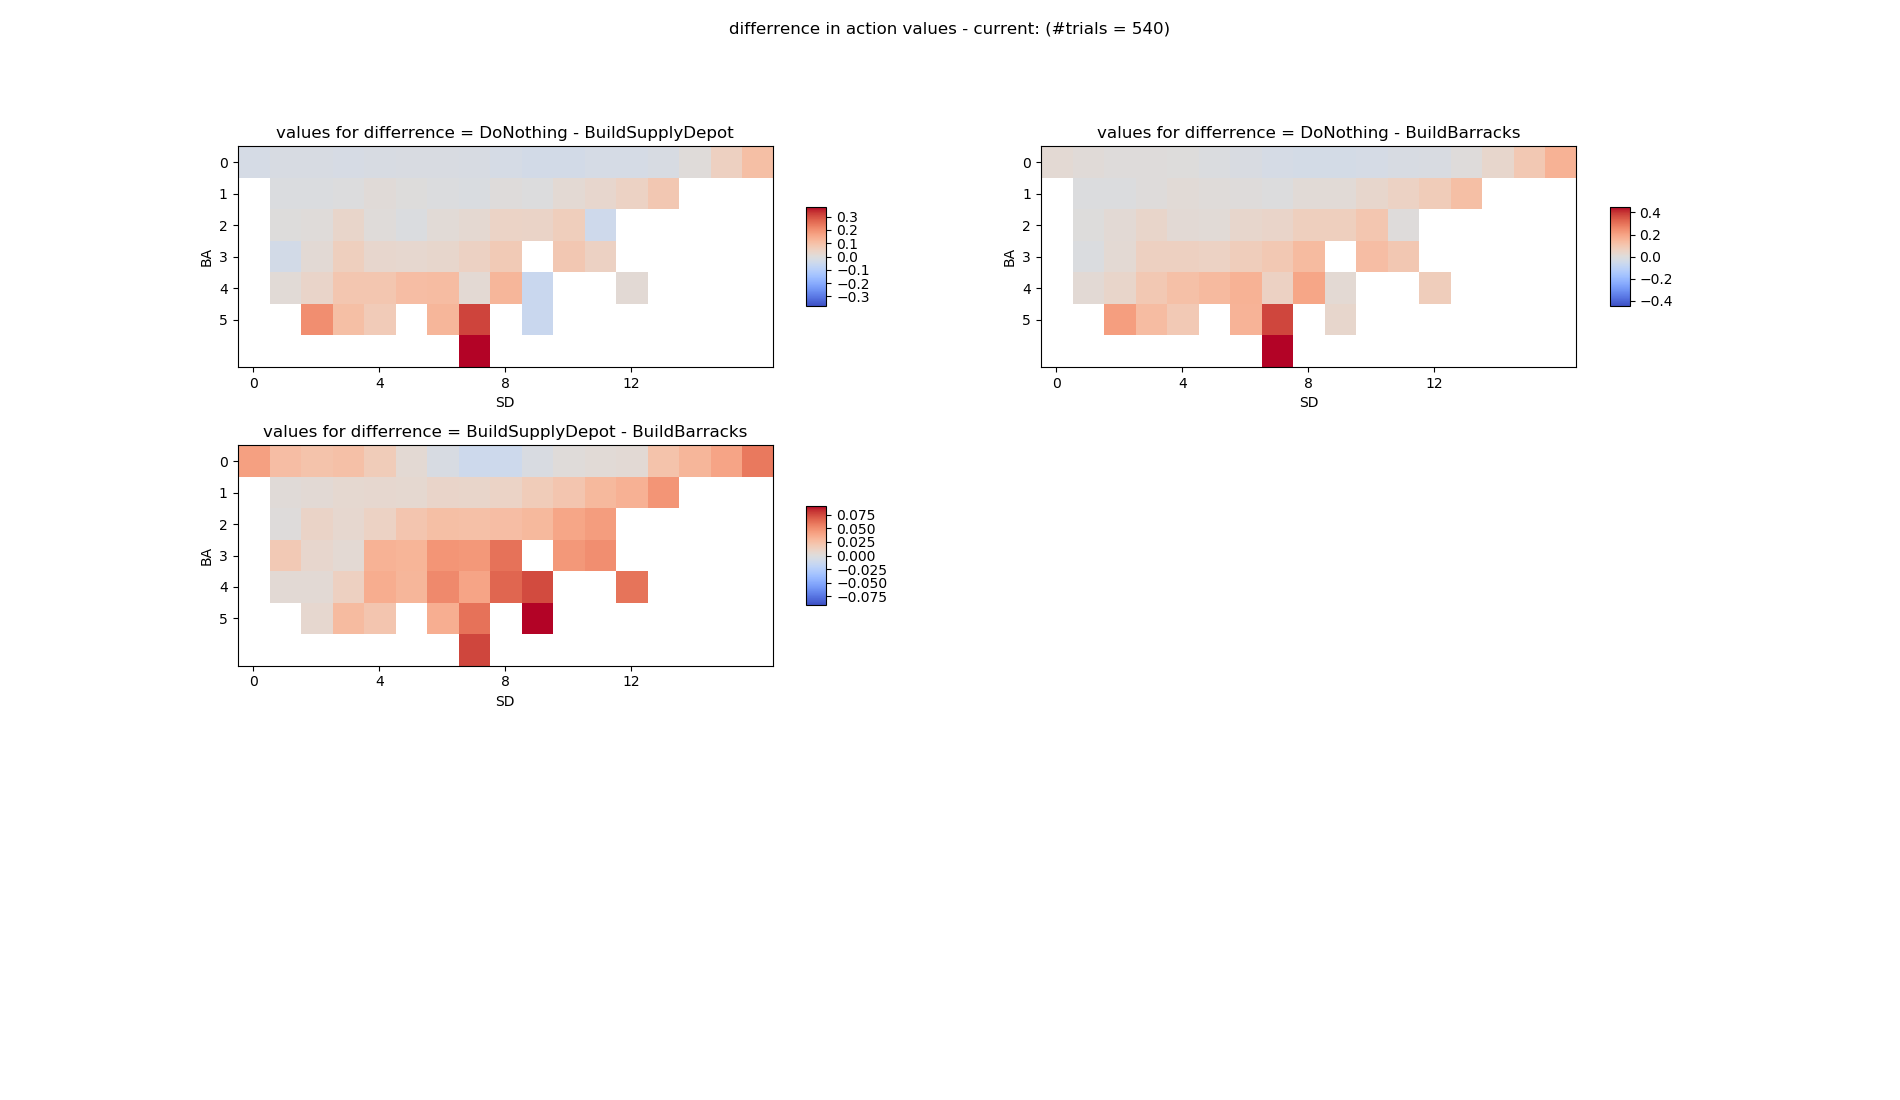 differrence in action values - current: (#trials = 540)
values for differrence = DoNothing - BuildSupplyDepot
0
1
2
3
4
5
BA
0 4 8 12
SD
0.3
0.2
0.1
0.0
−0.1
−0.2
−0.3
values for differrence = DoNothing - BuildBarracks
0
1
2
3
4
5
BA
0 4 8 12
SD
0.4
0.2
0.0
−0.2
−0.4
values for differrence = BuildSupplyDepot - BuildBarracks
0
1
2
3
4
5
BA
0 4 8 12
SD
0.075
0.050
0.025
0.000
−0.025
−0.050
−0.075